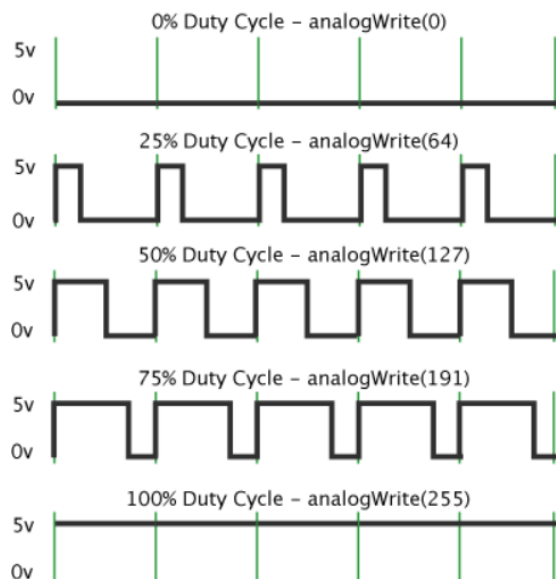 0% Duty Cycle – analogWrite(0)
5v
0v
25% Duty Cycle – analogWrite(64)
5v
0v
50% Duty Cycle – analogWrite(127)
5v
0v
75% Duty Cycle – analogWrite(191)
5v
0v
100% Duty Cycle – analogWrite(255)
5v
0v